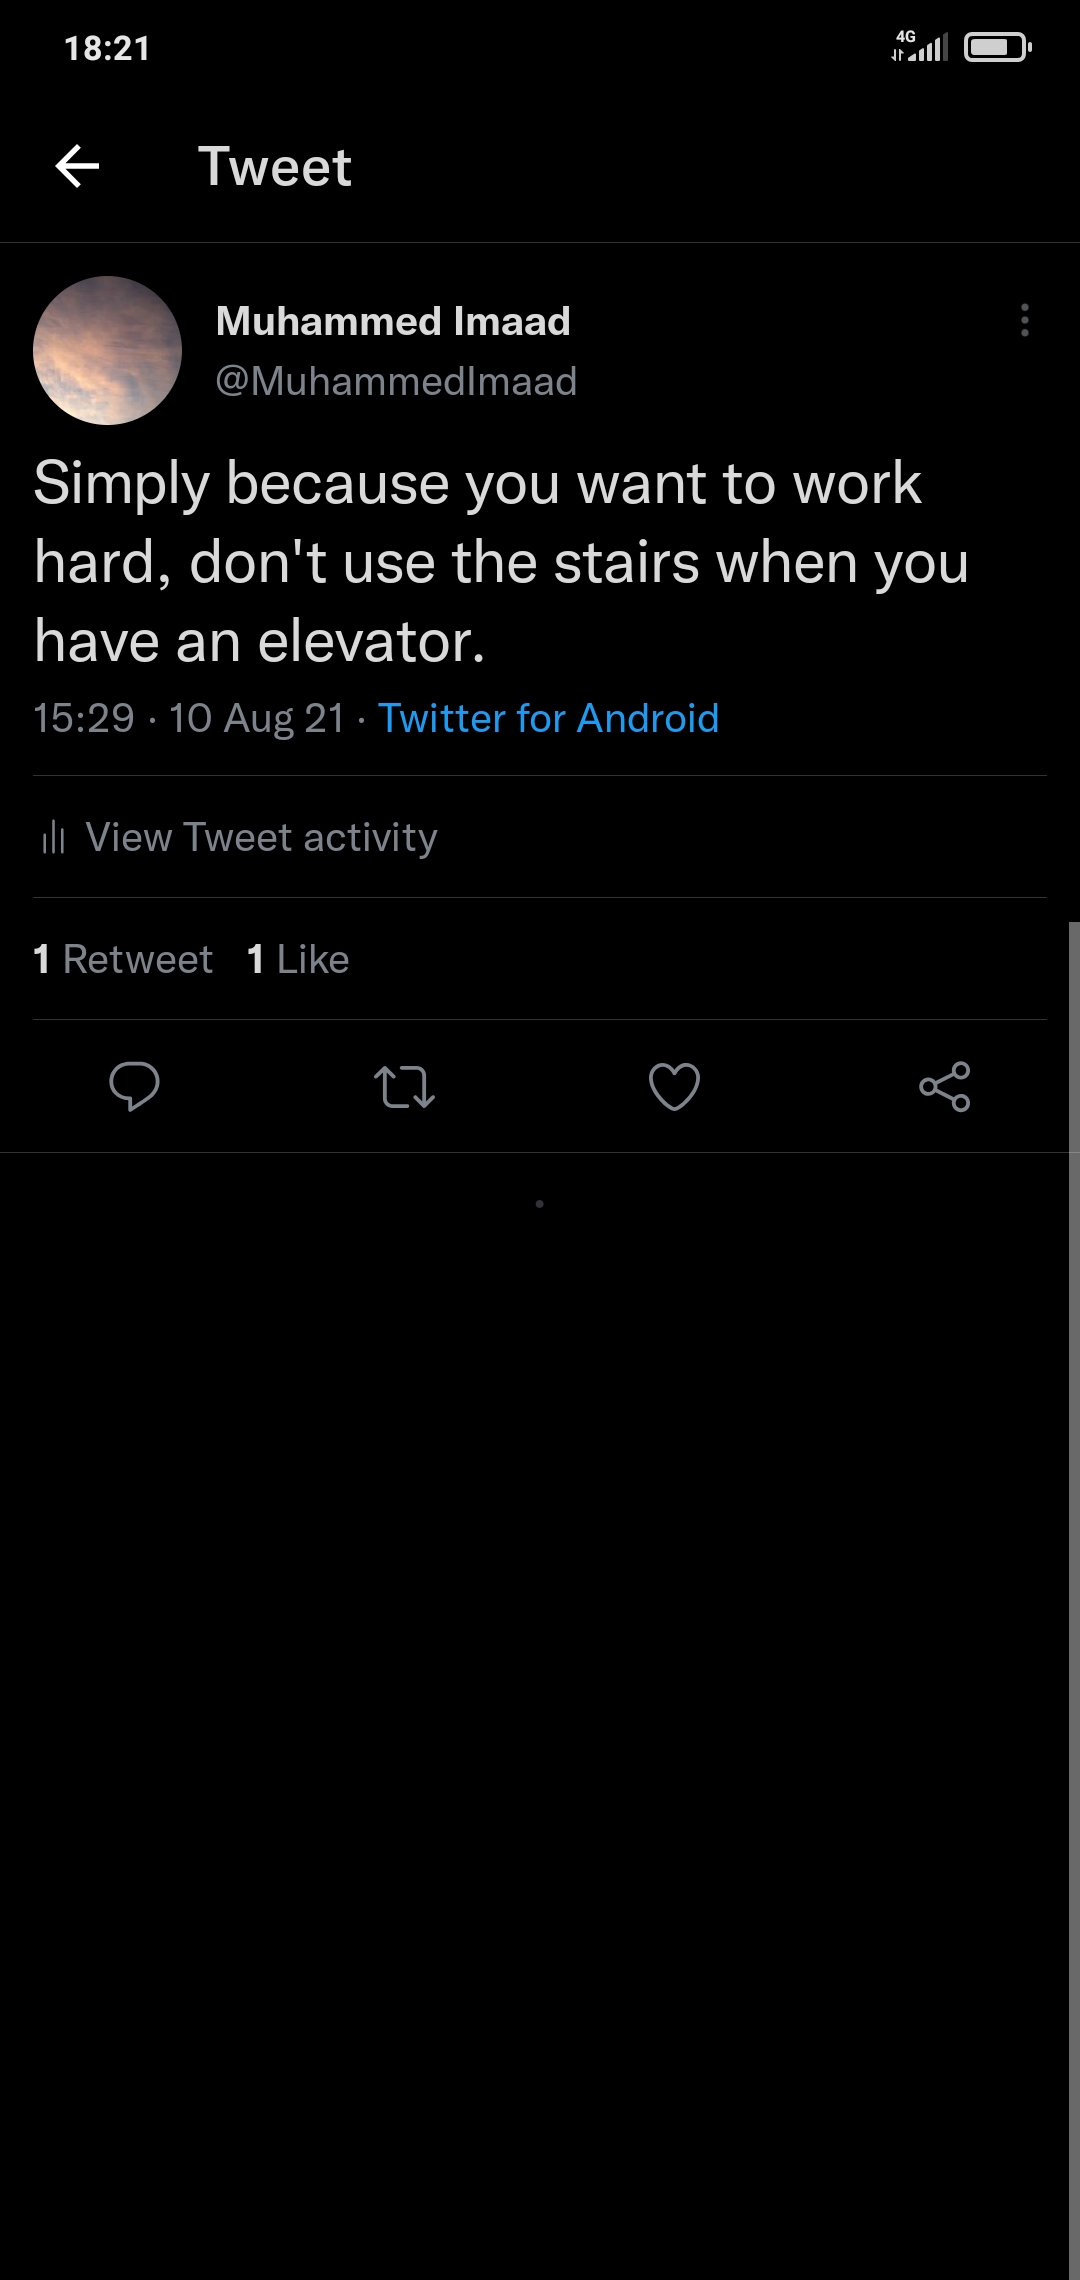 18:21
4G
Tweet
Muhammed Imaad
@MuhammedImaad
Simply because you want to work
hard, don't use the stairs when you
have an elevator.
15:29 · 10 Aug 21 · Twitter for Android
View Tweet activity
1 Retweet 1 Like